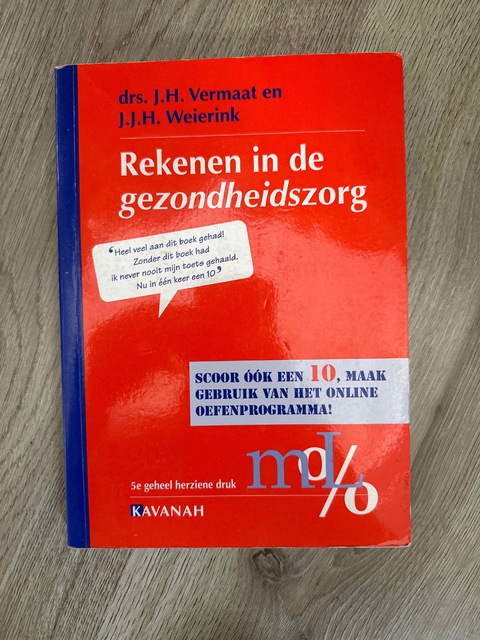 drs. J.H. Vermaat en
J.J.H. Weierink
Rekenen in de
gezondheidszorg
‘Heel veel aan dit boek gehad!
Zonder dit boek had
ik never nooit mijn toets gehaald.
Nu in één keer een 10’
SCOOR ÓÓK EEN 10, MAAK
GEBRUIK VAN HET ONLINE
OEFENPROGRAMMA!
mL
%
5e geheel herziene druk
KAVANAH